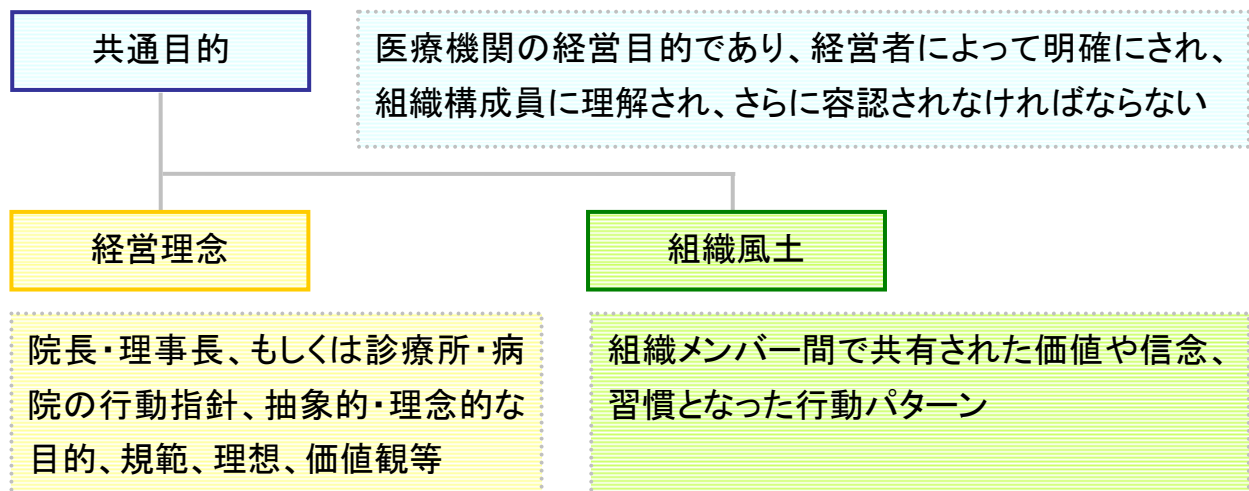 共通目的
医療機関の経営目的であり、経営者によって明確にされ、
組織構成員に理解され、さらに容認されなければならない
経営理念
組織風土
院長・理事長、もしくは診療所・病
院の行動指針、抽象的・理念的な
目的、規範、理想、価値観等
組織メンバー間で共有された価値や信念、
習慣となった行動パターン